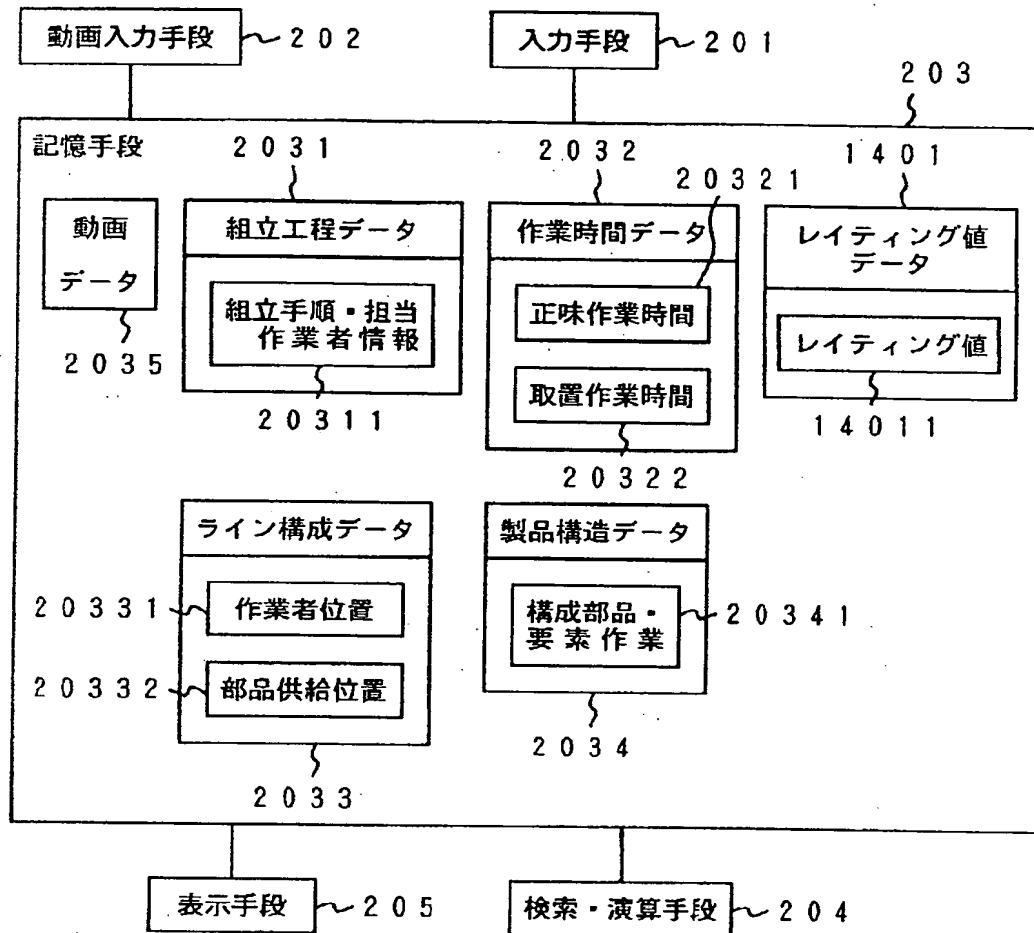 動画入力手段 202
入力手段 201
203
記憶手段
2031
2032
1401
20321
動画
データ
2035
組立工程データ
組立手順・担当
作業者情報
20311
作業時間データ
正味作業時間
取置作業時間
20322
レイティング値
データ
レイティング値
14011
ライン構成データ
20331 作業者位置
20332 部品供給位置
2033
製品構造データ
構成部品・
要素作業
20341
2034
表示手段 205
検索・演算手段 204